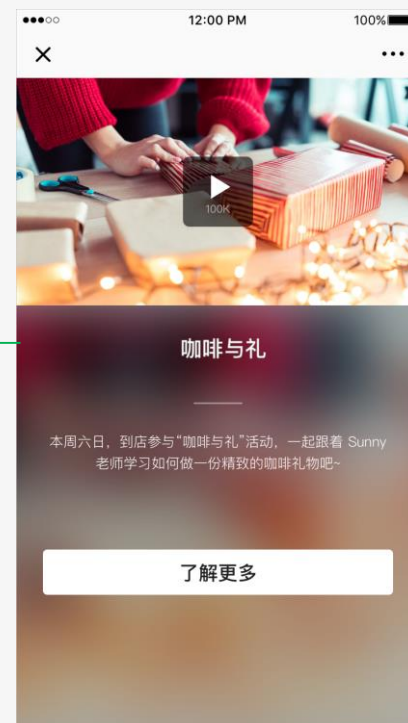 12:00 PM
100%
100K
咖啡与礼
本周六日，到店参与“咖啡与礼”活动，一起跟着 Sunny
老师学习如何做一份精致的咖啡礼物吧~
了解更多